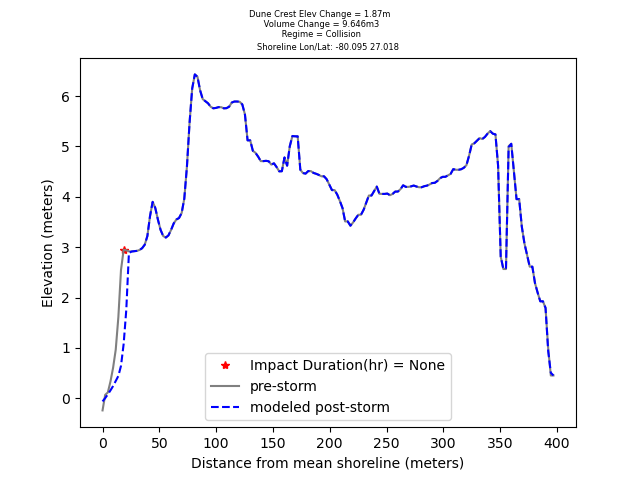 Dune Crest Elev Change = 1.87m
Volume Change = 9.646m3
Regime = Collision
Shoreline Lon/Lat: -80.095 27.018
6
5
4
3
2
1
0
Elevation (meters)
Impact Duration(hr) = None
pre-storm
modeled post-storm
0 50 100 150 200 250 300 350 400
Distance from mean shoreline (meters)